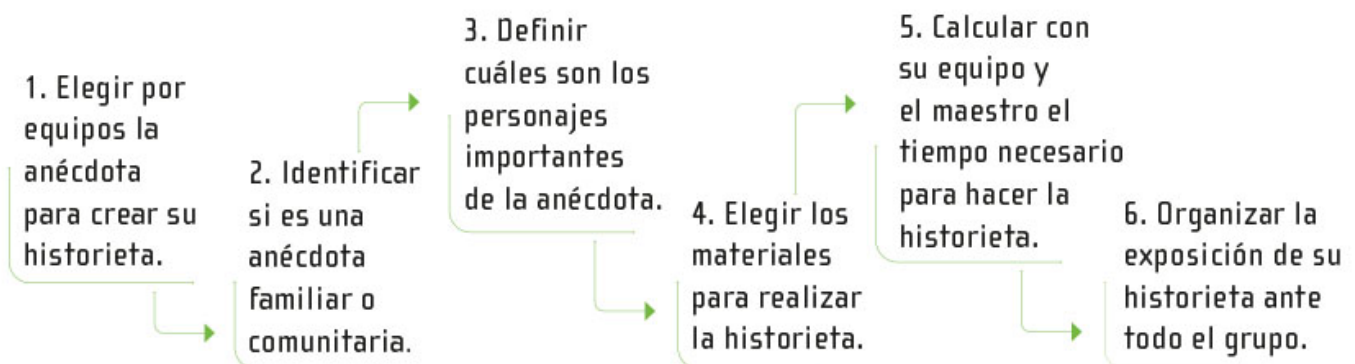 1. Elegir por
equipos la
anécdota
para crear su
historieta.
2. Identificar
si es una
anécdota
familiar o
comunitaria.
3. Definir
cuáles son los
personajes
importantes
de la anécdota.
4. Elegir los
materiales
para realizar
la historieta.
5. Calcular con
su equipo y
el maestro el
tiempo necesario
para hacer la
historieta.
6. Organizar la
exposición de su
historieta ante
todo el grupo.